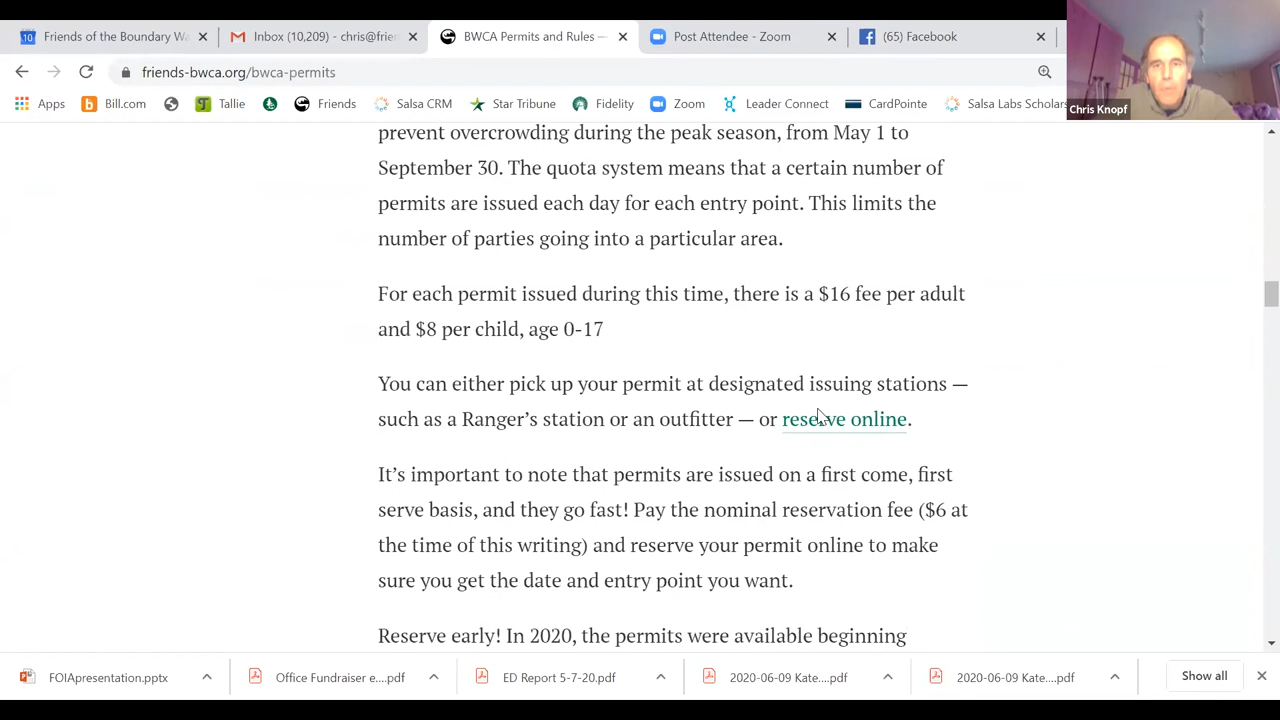 10
Friends of the Boundary Wa
Inbox (10,209) - chris@frien
BWCA Permits and Rules —
Post Attendee - Zoom
(65) Facebook
friends-bwca.org/bwca-permits
Chris Knopf
Apps
Bill.com
Tallie
Friends
Salsa CRM
Star Tribune
Fidelity
Zoom
Leader Connect
CardPointe
Salsa Labs Scholar
prevent overcrowding during the peak season, from May 1 to
September 30. The quota system means that a certain number of
permits are issued each day for each entry point. This limits the
number of parties going into a particular area.
For each permit issued during this time, there is a $16 fee per adult
and $8 per child, age 0-17
You can either pick up your permit at designated issuing stations —
such as a Ranger’s station or an outfitter — or reserve online.
It’s important to note that permits are issued on a first come, first
serve basis, and they go fast! Pay the nominal reservation fee ($6 at
the time of this writing) and reserve your permit online to make
sure you get the date and entry point you want.
Reserve early! In 2020, the permits were available beginning
FOIApresentation.pptx
Office Fundraiser e....pdf
ED Report 5-7-20.pdf
2020-06-09 Kate....pdf
2020-06-09 Kate....pdf
Show all